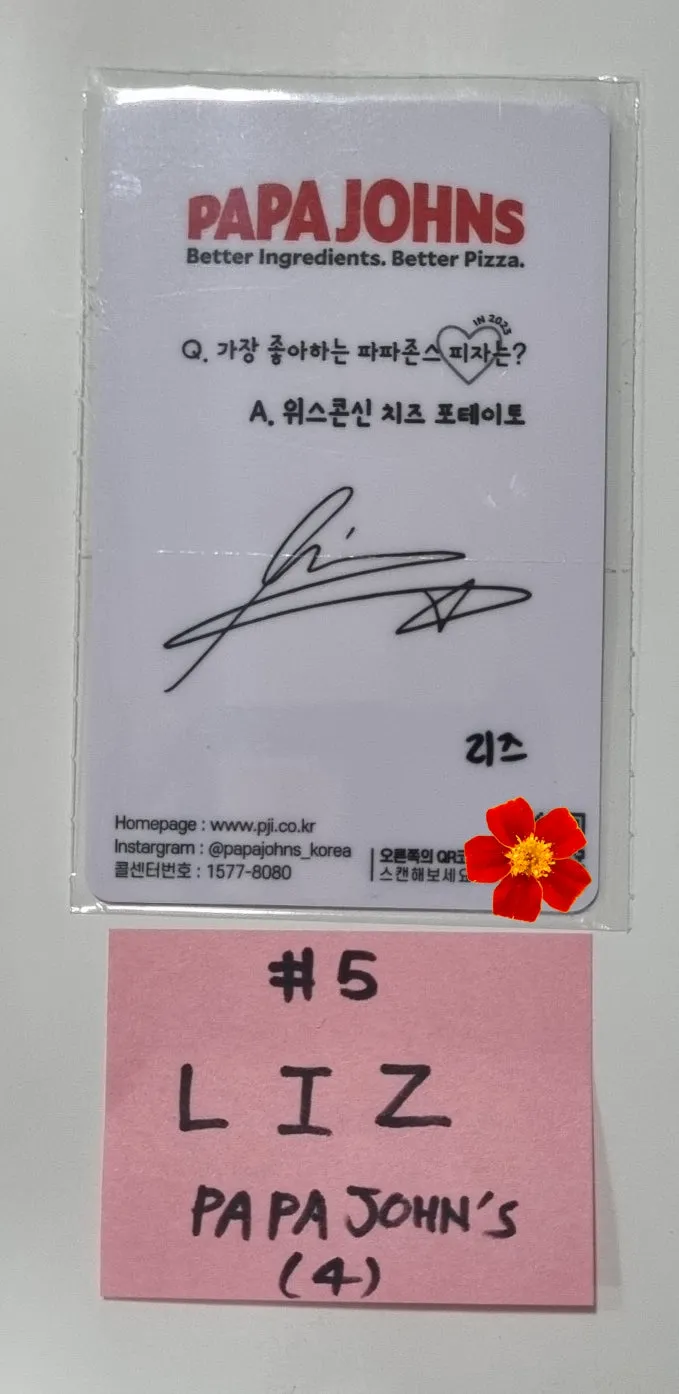 PAPA JOHNS
Better Ingredients. Better Pizza.
IN 2023
Q. 가장 좋아하는 파파존스 피자는?
A. 위스콘신 치즈 포테이토
리즈
Homepage : www.pji.co.kr
Instargram : @papajohns_korea
콜센터번호 : 1577-8080
오른쪽의 QR
스캔해보세요
#5
LIZ
PAPA JOHN'S
(4)